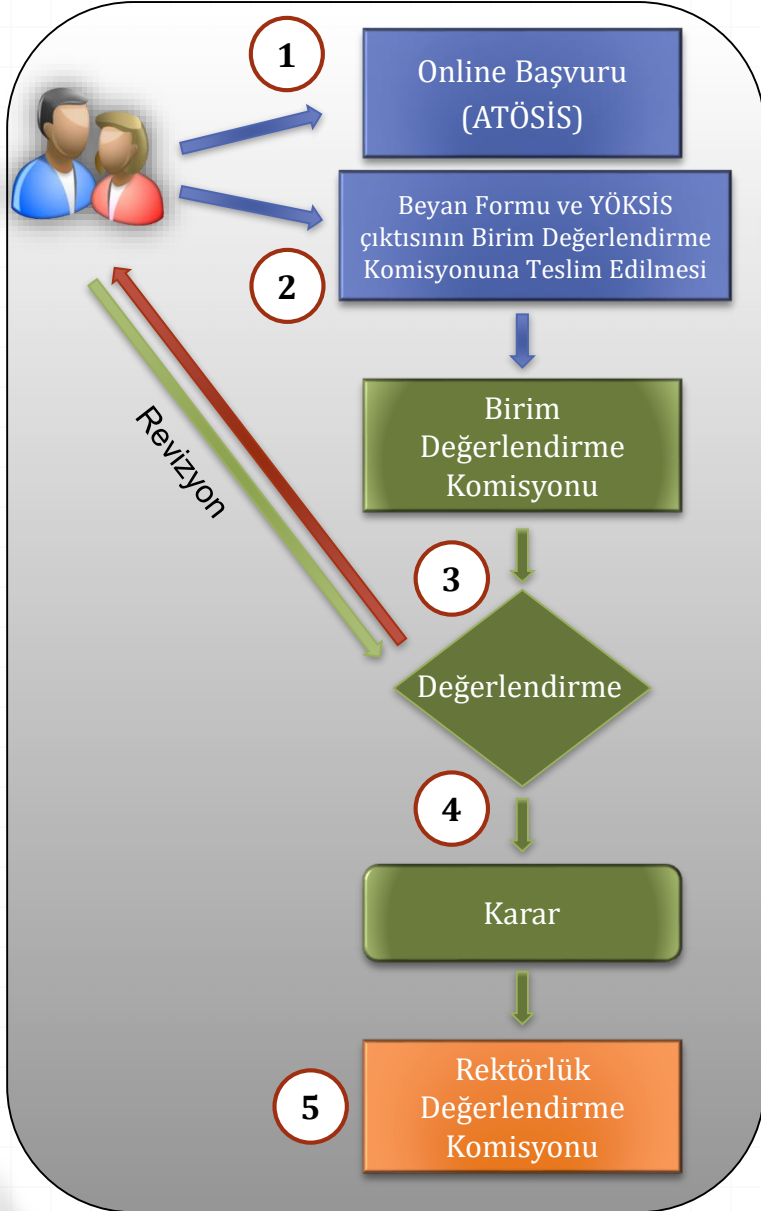 1
Online Başvuru
(ATÖSİS)
Beyan Formu ve YÖKSİS
çıktısının Birim Değerlendirme
Komisyonuna Teslim Edilmesi
2
Birim
Değerlendirme
Komisyonu
Revizyon
3
Değerlendirme
4
Karar
5
Rektörlük
Değerlendirme
Komisyonu